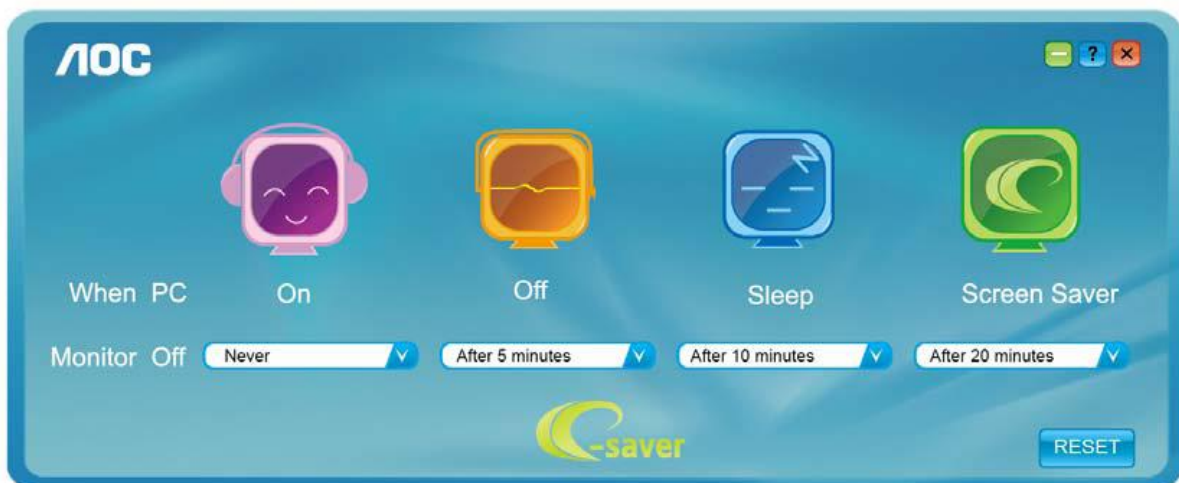 AOC
?
When PC On Off Sleep Screen Saver
Monitor Off Never After 5 minutes After 10 minutes After 20 minutes
e-saver
RESET